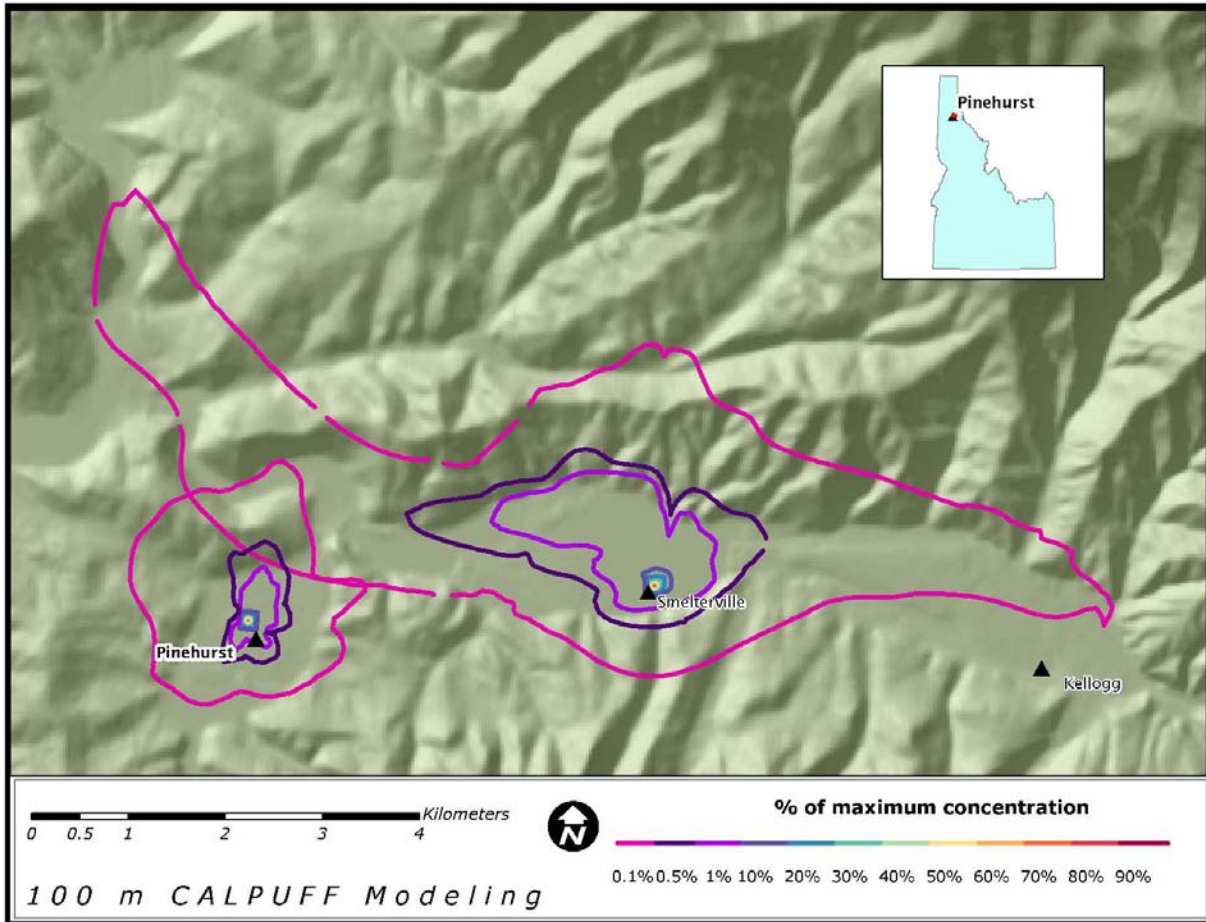 Pinehurst
Smelterville
Pinehurst
Kellogg
Kilometers
0 0.5 1 2 3 4
N
% of maximum concentration
0.1% 0.5% 1% 10% 20% 30% 40% 50% 60% 70% 80% 90%
100 m CALPUFF Modeling